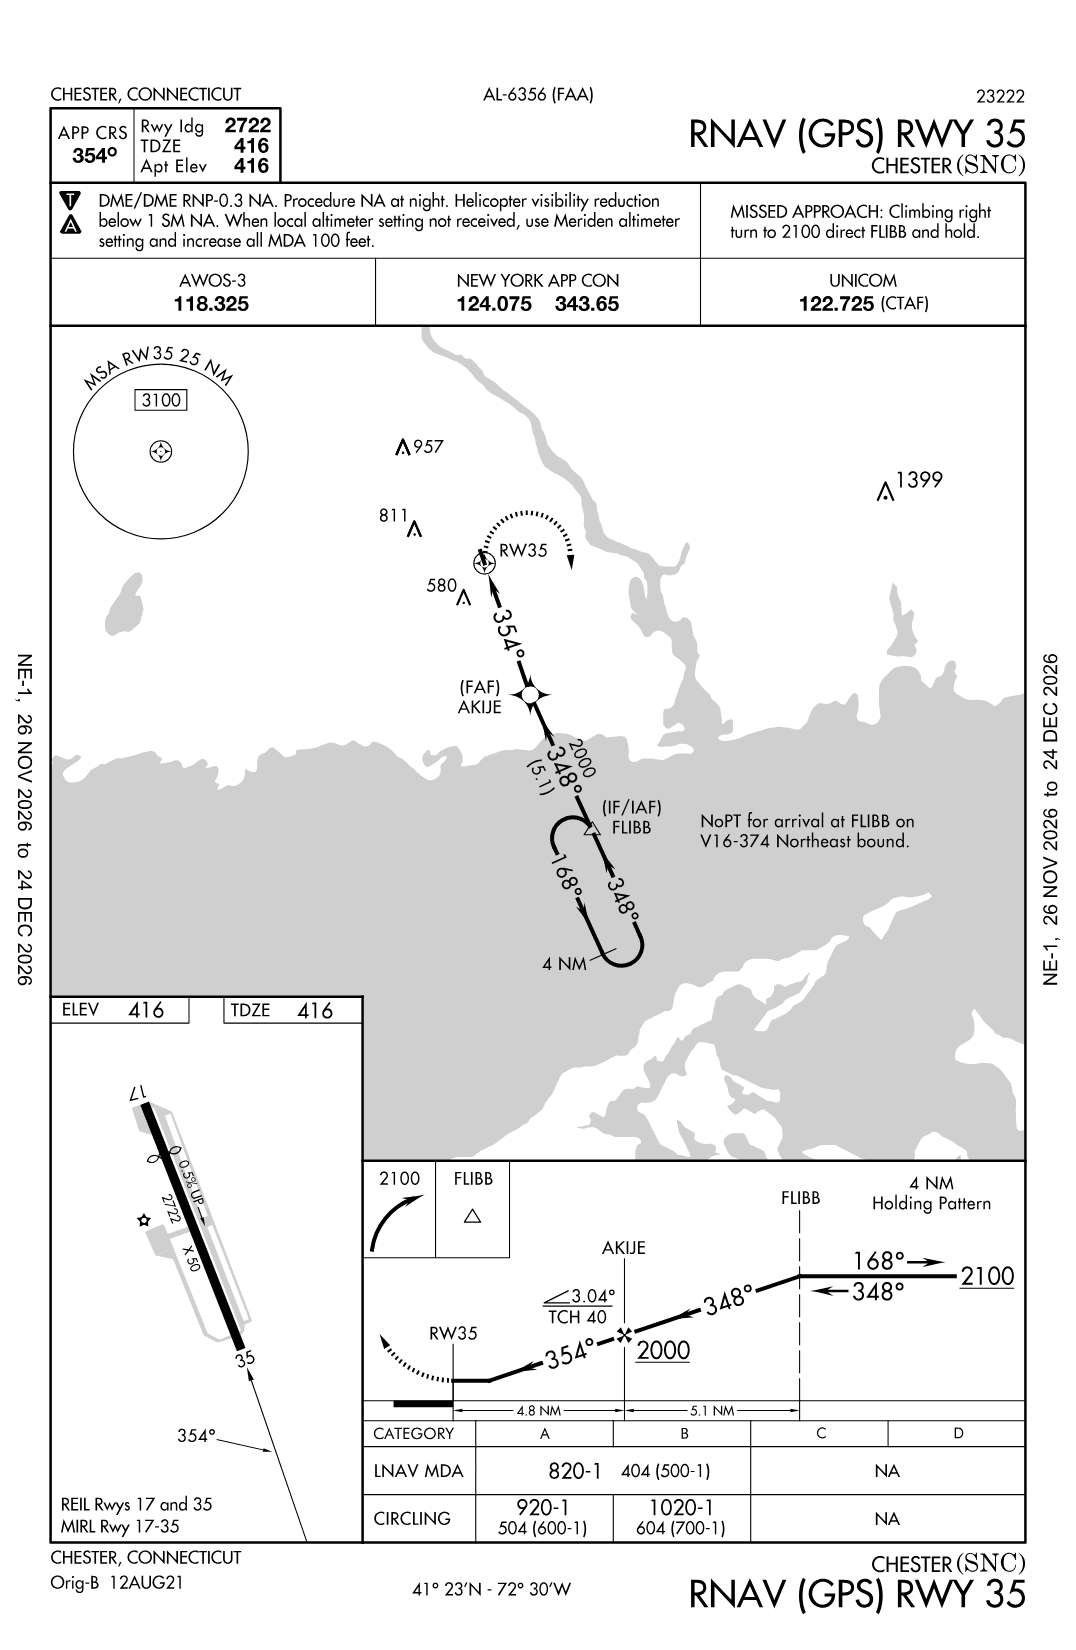 CHESTER, CONNECTICUT
AL-6356 (FAA)
23222
APP CRS
354°
Rwy ldg 2722
TDZE 416
Apt Elev 416
RNAV (GPS) RWY 35
CHESTER (SNC)
T
A
DME/DME RNP-0.3 NA. Procedure NA at night. Helicopter visibility reduction
below 1 SM NA. When local altimeter setting not received, use Meriden altimeter
setting and increase all MDA 100 feet.
MISSED APPROACH: Climbing right
turn to 2100 direct FLIBB and hold.
AWOS-3
118.325
NEW YORK APP CON
124.075 343.65
UNICOM
122.725 (CTAF)
MSA RW35 25 NM
3100
957
1399
811
RW35
580
354°
(FAF)
AKIJE
2000
348°
(5.1)
(IF/IAF)
FLIBB
NoPT for arrival at FLIBB on
V16-374 Northeast bound.
168°
348°
4 NM
NE-1, 26 NOV 2026 to 24 DEC 2026
NE-1, 26 NOV 2026 to 24 DEC 2026
ELEV 416
TDZE 416
17
0.5% UP
2722
X 50
35
354°
REIL Rwys 17 and 35
MIRL Rwy 17-35
2100
FLIBB
FLIBB
4 NM
Holding Pattern
AKIJE
168°
348°
2100
348°
3.04°
TCH 40
RW35
354°
2000
4.8 NM
5.1 NM
CATEGORY A B C D
LNAV MDA 820-1 404 (500-1) NA
CIRCLING 920-1 1020-1 NA
504 (600-1) 604 (700-1)
CHESTER, CONNECTICUT
Orig-B 12AUG21
41° 23'N - 72° 30'W
CHESTER (SNC)
RNAV (GPS) RWY 35